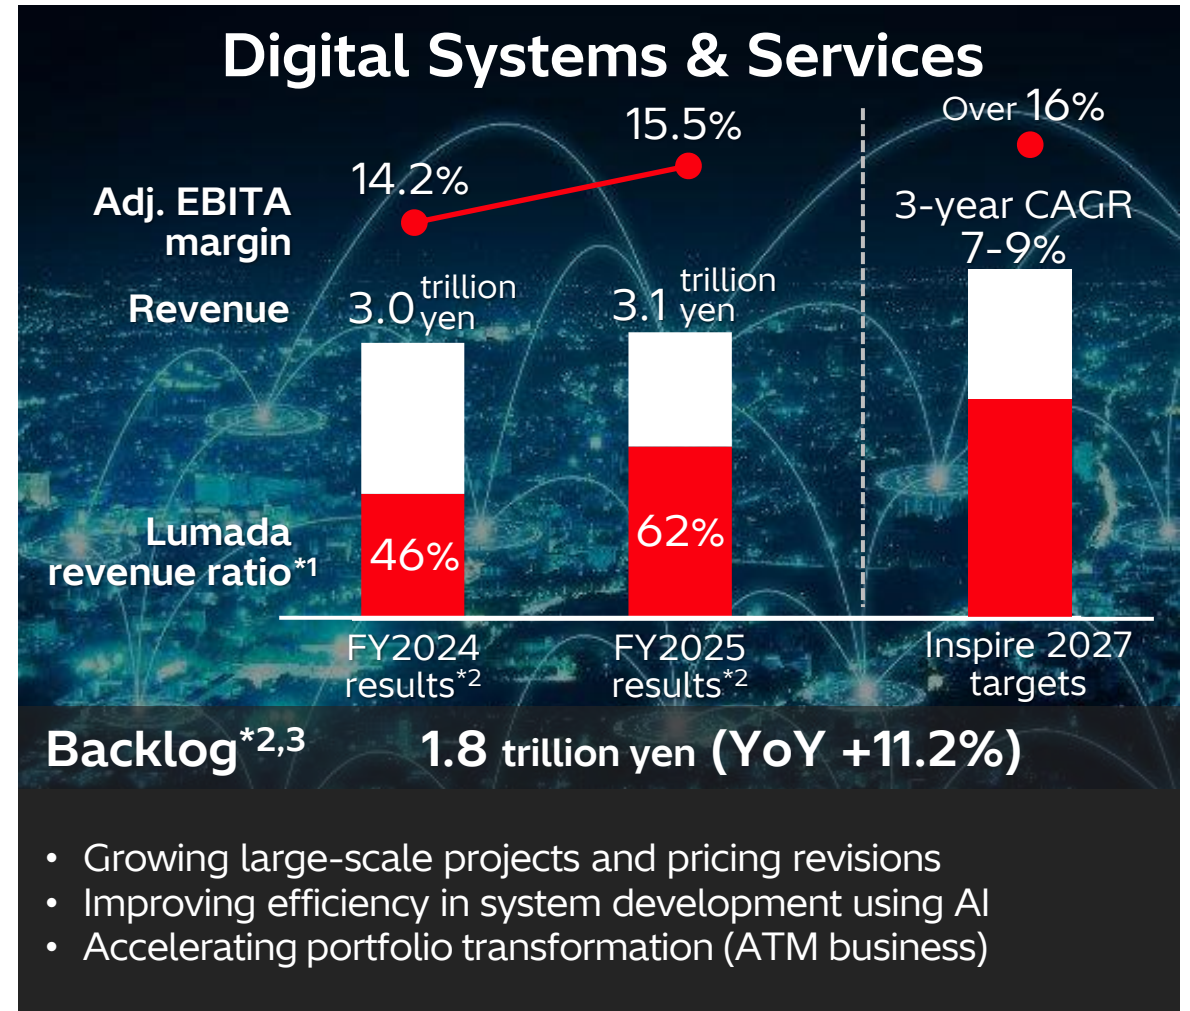 Digital Systems & Services
Over 16%
15.5%
14.2%
Adj. EBITA
margin
3-year CAGR
7-9%
Revenue
3.0 trillion
yen
3.1 trillion
yen
Lumada
revenue ratio*1
46%
62%
FY2024
results*2
FY2025
results*2
Inspire 2027
targets
Backlog*2,3 1.8 trillion yen (YoY +11.2%)
• Growing large-scale projects and pricing revisions
• Improving efficiency in system development using AI
• Accelerating portfolio transformation (ATM business)